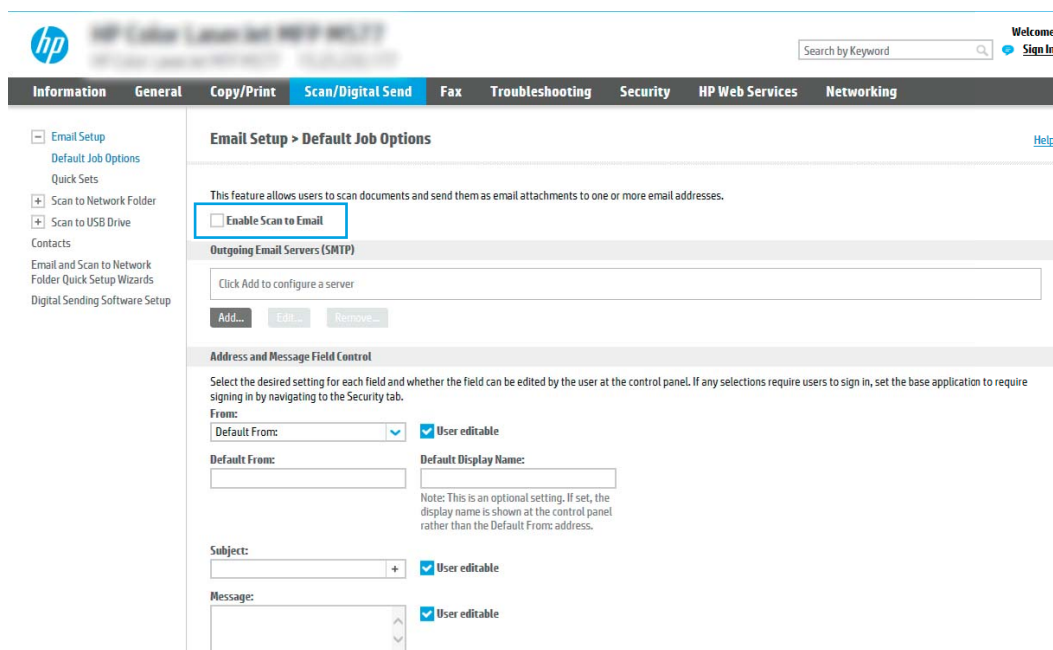 hp
Welcome
Search by Keyword
Sign In
Information General Copy/Print Scan/Digital Send Fax Troubleshooting Security HP Web Services Networking
Email Setup
Default Job Options
Quick Sets
Scan to Network Folder
Scan to USB Drive
Contacts
Email and Scan to Network
Folder Quick Setup Wizards
Digital Sending Software Setup
Email Setup > Default Job Options
Help
This feature allows users to scan documents and send them as email attachments to one or more email addresses.
Enable Scan to Email
Outgoing Email Servers (SMTP)
Click Add to configure a server
Add... Edit... Remove...
Address and Message Field Control
Select the desired setting for each field and whether the field can be edited by the user at the control panel. If any selections require users to sign in, set the base application to require
signing in by navigating to the Security tab.
From:
Default From: User editable
Default From: Default Display Name:
Note: This is an optional setting. If set, the
display name is shown at the control panel
rather than the Default From: address.
Subject:
+ User editable
Message:
User editable